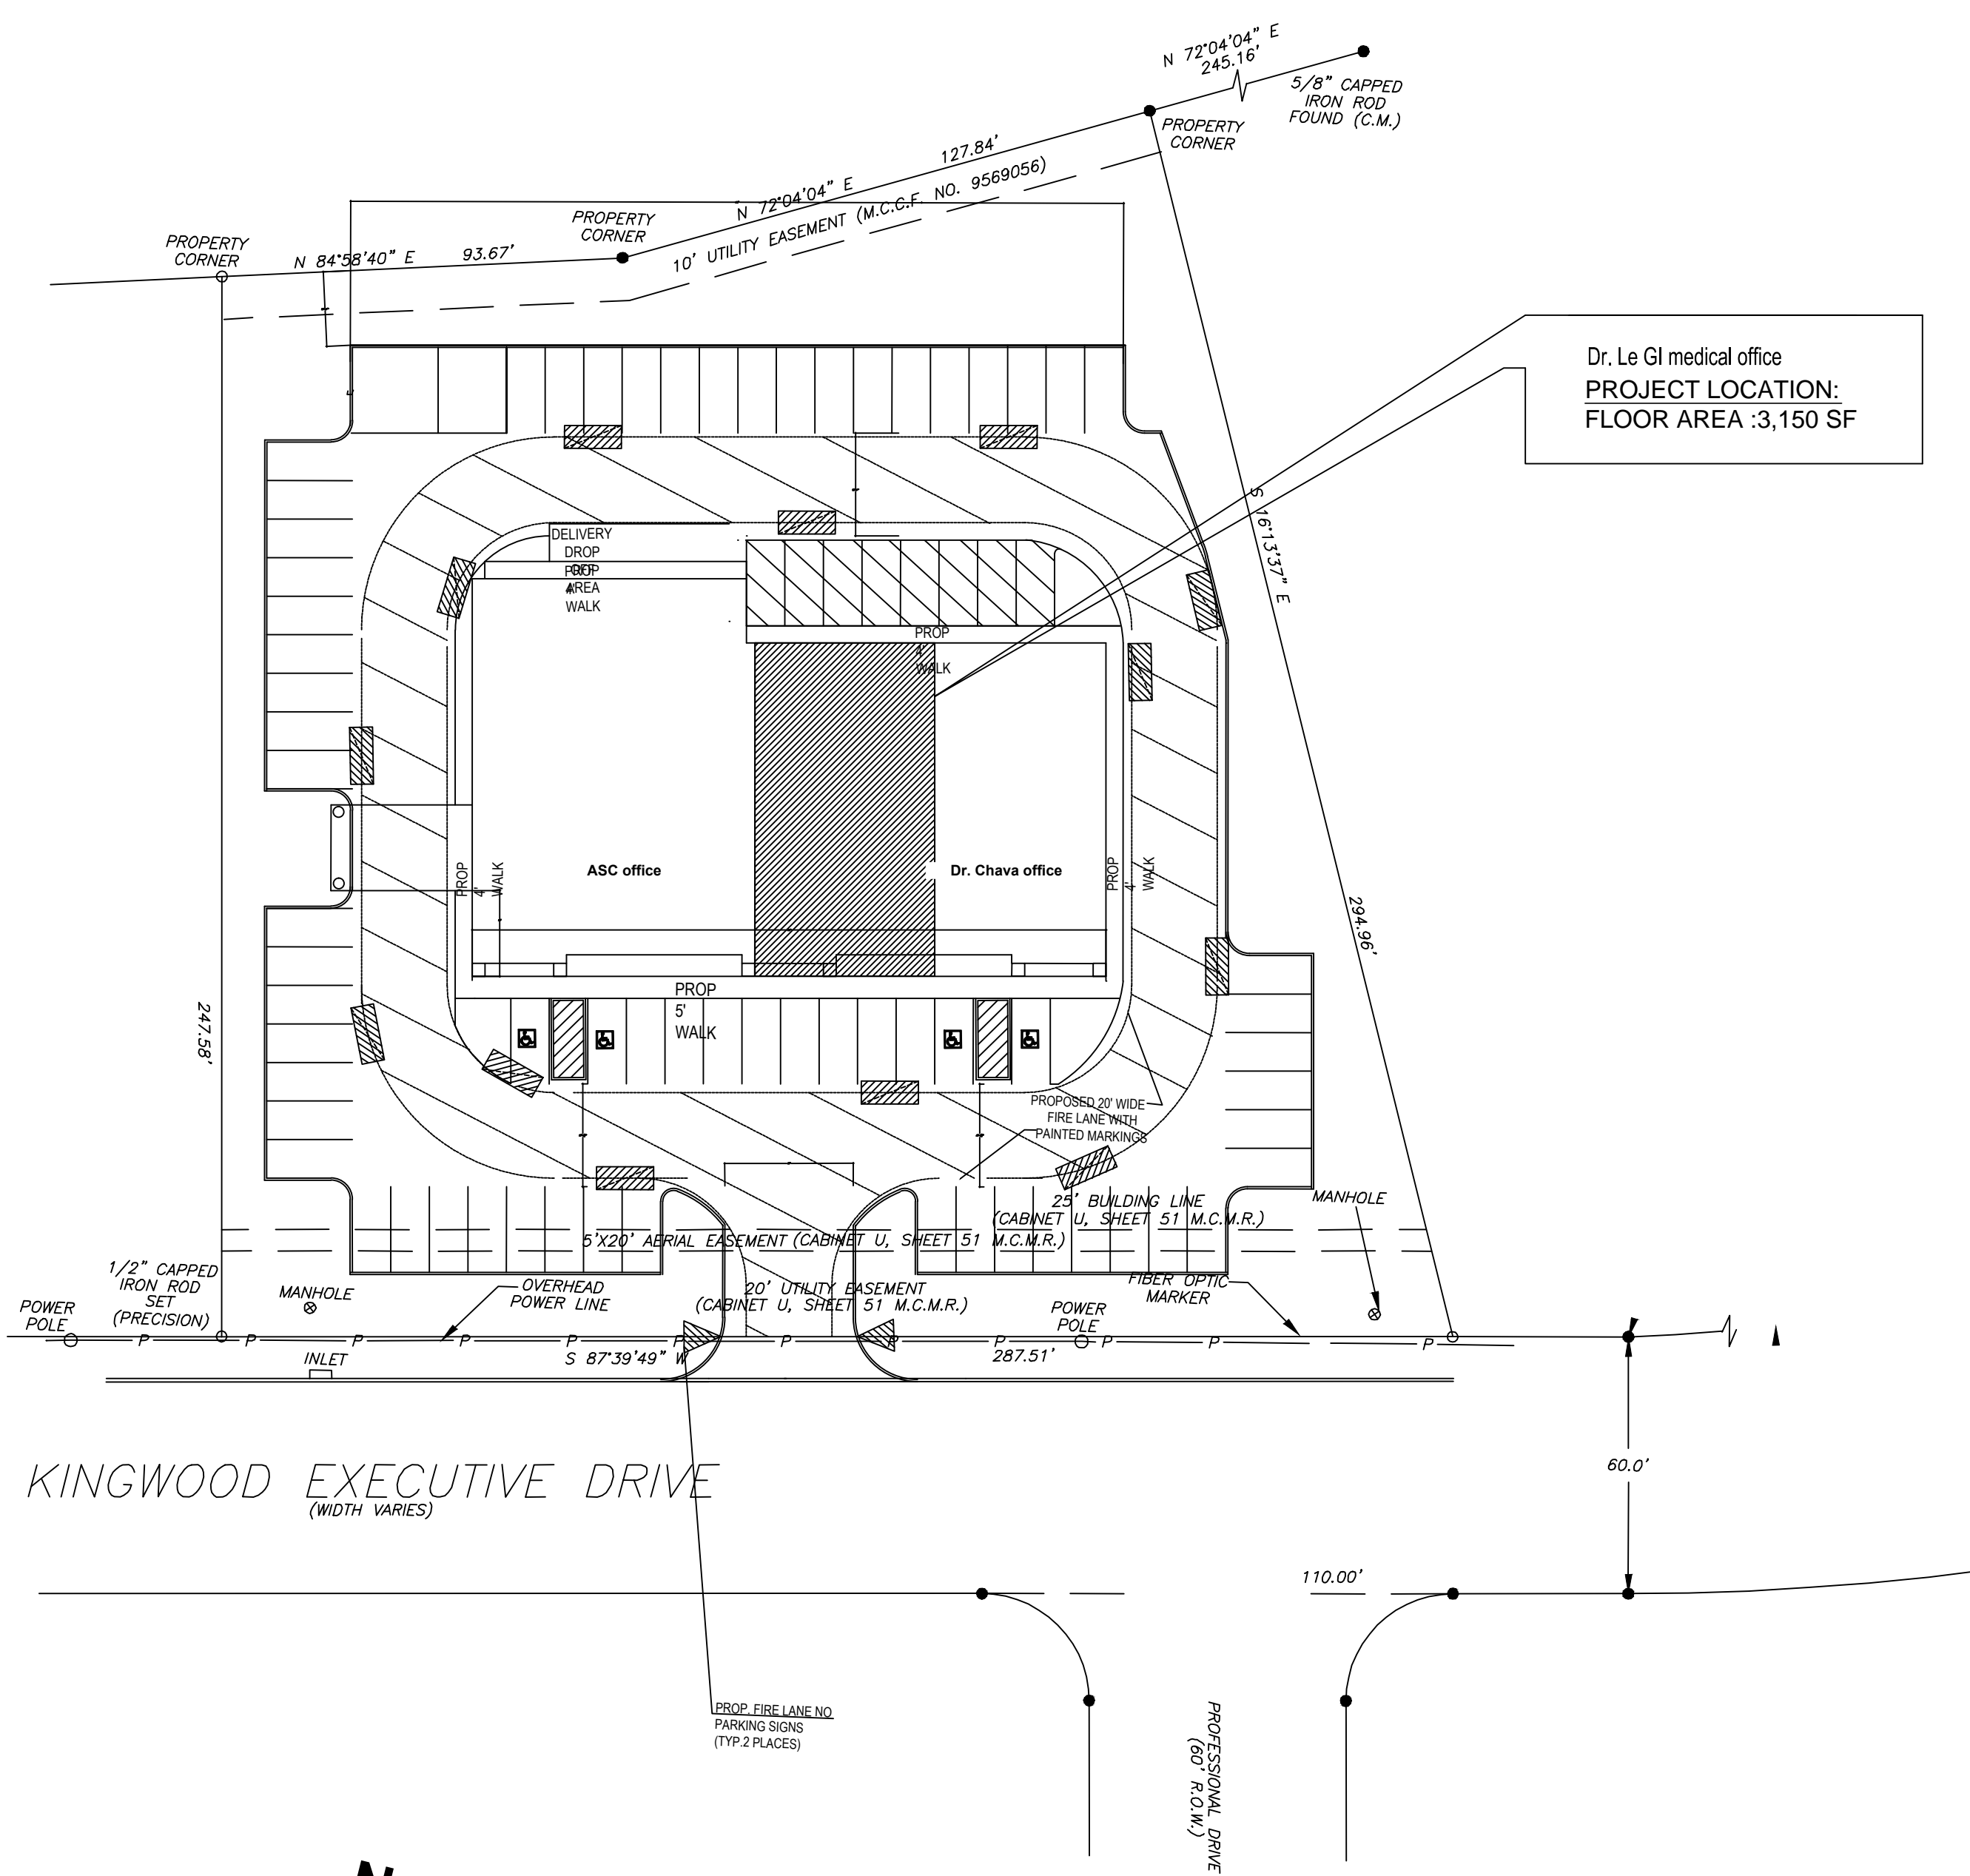 N 72°04'04" E
245.16'
5/8" CAPPED
IRON ROD
FOUND (C.M.)
PROPERTY
CORNER
127.84'
N 72°04'04" E
10' UTILITY EASEMENT (M.C.C.F. NO. 9569056)
PROPERTY
CORNER
PROPERTY
CORNER
N 84°58'40" E
93.67'
Dr. Le GI medical office
PROJECT LOCATION:
FLOOR AREA :3,150 SF
S 16°13'37" E
294.96'
DELIVERY
DROP
OFF
AREA
PROP
4'
WALK
PROP
4'
WALK
ASC office
Dr. Chava office
PROP
4'
WALK
PROP
4'
WALK
PROP
5'
WALK
247.58'
PROPOSED 20' WIDE
FIRE LANE WITH
PAINTED MARKINGS
25' BUILDING LINE
(CABINET U, SHEET 51 M.C.M.R.)
MANHOLE
5'X20' AERIAL EASEMENT (CABINET U, SHEET 51 M.C.M.R.)
1/2" CAPPED
IRON ROD
SET
(PRECISION)
MANHOLE
OVERHEAD
POWER LINE
20' UTILITY EASEMENT
(CABINET U, SHEET 51 M.C.M.R.)
FIBER OPTIC
MARKER
POWER
POLE
POWER
POLE
P P P P P P P P P P P
INLET
S 87°39'49" W
287.51'
KINGWOOD EXECUTIVE DRIVE
(WIDTH VARIES)
60.0'
110.00'
PROP. FIRE LANE NO
PARKING SIGNS
(TYP.2 PLACES)
PROFESSIONAL DRIVE
(60' R.O.W.)
N